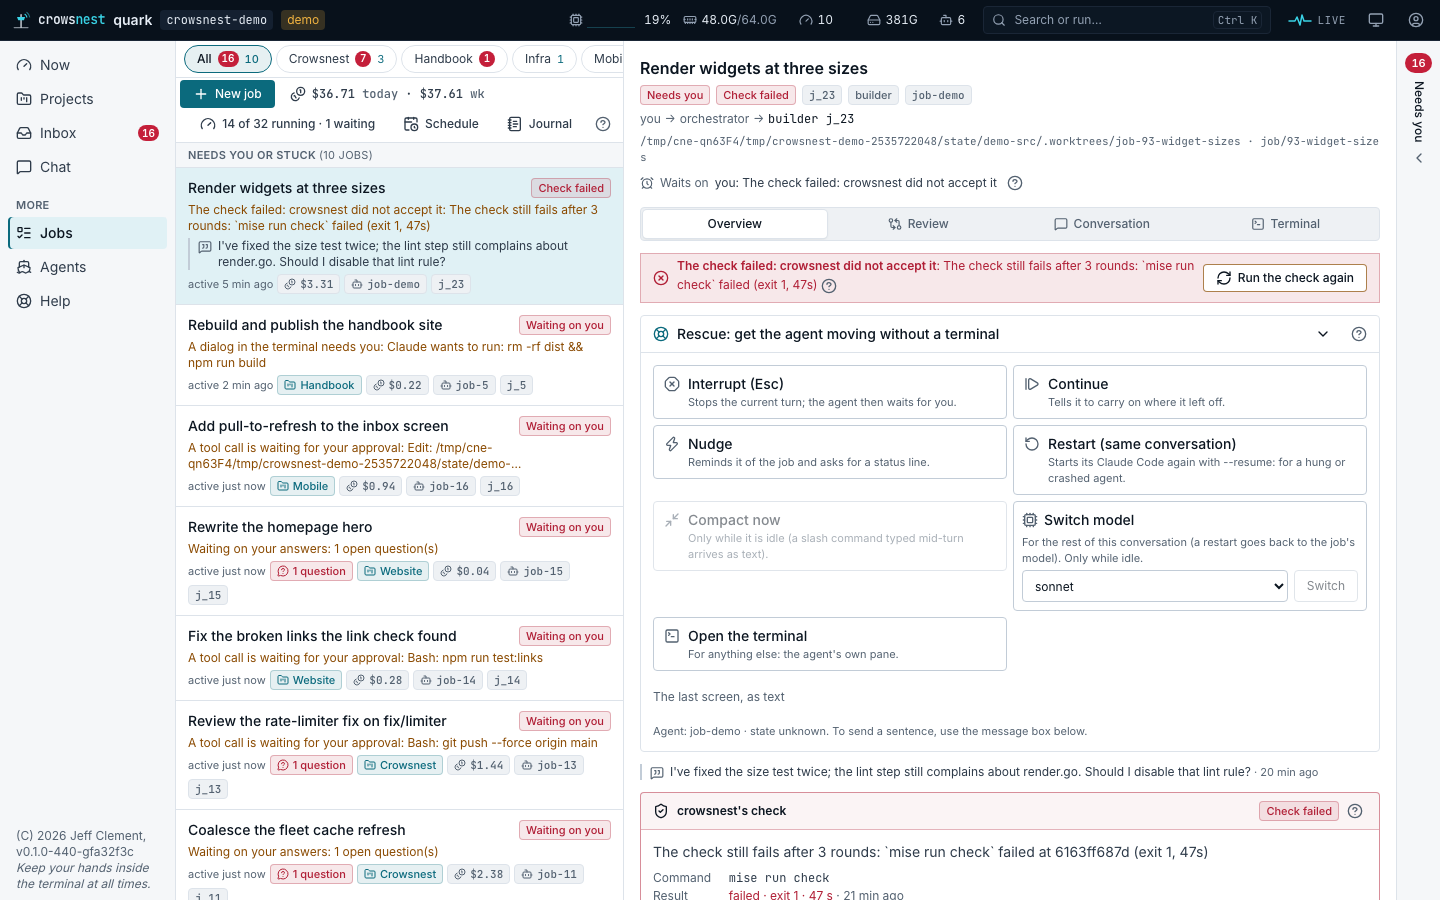 crowsnest quark crowsnest-demo demo 19% 48.0G/64.0G 10 381G 6 Search or run... Ctrl K LIVE
Now
Projects
Inbox 16
Chat
MORE
Jobs
Agents
Help
(C) 2026 Jeff Clement,
v0.1.0-440-gfa32f3c
Keep your hands inside
the terminal at all times.
All 16 10 Crowsnest 7 3 Handbook 1 Infra 1 Mobi
New job $36.71 today · $37.61 wk
14 of 32 running · 1 waiting Schedule Journal
NEEDS YOU OR STUCK (10 JOBS)
Render widgets at three sizes Check failed
The check failed: crowsnest did not accept it: The check still fails after 3
rounds: `mise run check` failed (exit 1, 47s)
I've fixed the size test twice; the lint step still complains about
render.go. Should I disable that lint rule?
active 5 min ago $3.31 job-demo j_23
Rebuild and publish the handbook site Waiting on you
A dialog in the terminal needs you: Claude wants to run: rm -rf dist &&
npm run build
active 2 min ago Handbook $0.22 job-5 j_5
Add pull-to-refresh to the inbox screen Waiting on you
A tool call is waiting for your approval: Edit: /tmp/cne-
qn63F4/tmp/crowsnest-demo-2535722048/state/demo-...
active just now Mobile $0.94 job-16 j_16
Rewrite the homepage hero Waiting on you
Waiting on your answers: 1 open question(s)
active just now 1 question Website $0.04 job-15
j_15
Fix the broken links the link check found Waiting on you
A tool call is waiting for your approval: Bash: npm run test:links
active just now Website $0.28 job-14 j_14
Review the rate-limiter fix on fix/limiter Waiting on you
A tool call is waiting for your approval: Bash: git push --force origin main
active just now 1 question Crowsnest $1.44 job-13
j_13
Coalesce the fleet cache refresh Waiting on you
Waiting on your answers: 1 open question(s)
active just now 1 question Crowsnest $2.38 job-11
j_11
Render widgets at three sizes
Needs you Check failed j_23 builder job-demo
you → orchestrator → builder j_23
/tmp/cne-qn63F4/tmp/crowsnest-demo-2535722048/state/demo-src/.worktrees/job-93-widget-sizes · job/93-widget-size
s
Waits on you: The check failed: crowsnest did not accept it
Overview Review Conversation Terminal
The check failed: crowsnest did not accept it: The check still fails after 3 rounds: `mise run
check` failed (exit 1, 47s)
Run the check again
Rescue: get the agent moving without a terminal
Interrupt (Esc)
Stops the current turn; the agent then waits for you.
Continue
Tells it to carry on where it left off.
Nudge
Reminds it of the job and asks for a status line.
Restart (same conversation)
Starts its Claude Code again with --resume: for a hung or
crashed agent.
Compact now
Only while it is idle (a slash command typed mid-turn
arrives as text).
Switch model
For the rest of this conversation (a restart goes back to the job's
model). Only while idle.
sonnet Switch
Open the terminal
For anything else: the agent's own pane.
The last screen, as text
Agent: job-demo · state unknown. To send a sentence, use the message box below.
I've fixed the size test twice; the lint step still complains about render.go. Should I disable that lint rule? · 20 min ago
crowsnest's check Check failed
The check still fails after 3 rounds: `mise run check` failed at 6163ff687d (exit 1, 47s)
Command mise run check
Result failed · exit 1 · 47 s · 21 min ago
16
Needs you